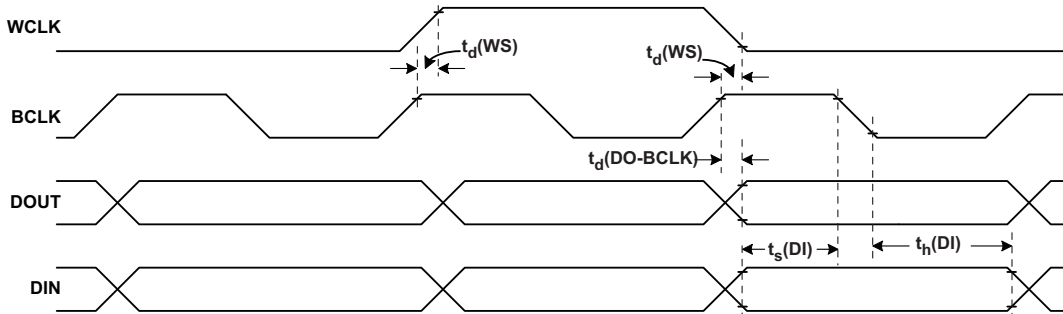 WCLK
t_d(WS)
t_d(WS)
BCLK
t_d(DO-BCLK)
DOUT
t_s(DI)
t_h(DI)
DIN